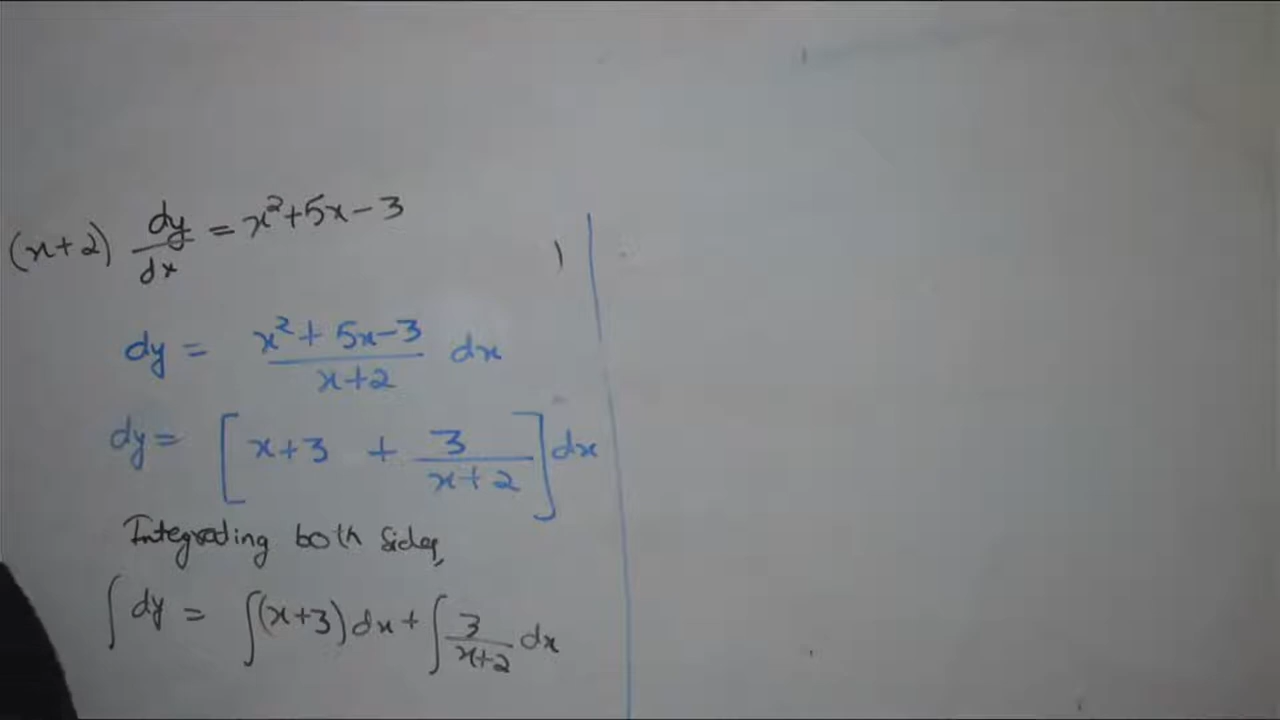 (x+2) dy/dx = x²+5x-3
dy = x²+5x-3/x+2 dx
dy = [x+3 + 3/x+2] dx
Integrating both sides,
∫dy = ∫(x+3)dx + ∫3/x+2 dx